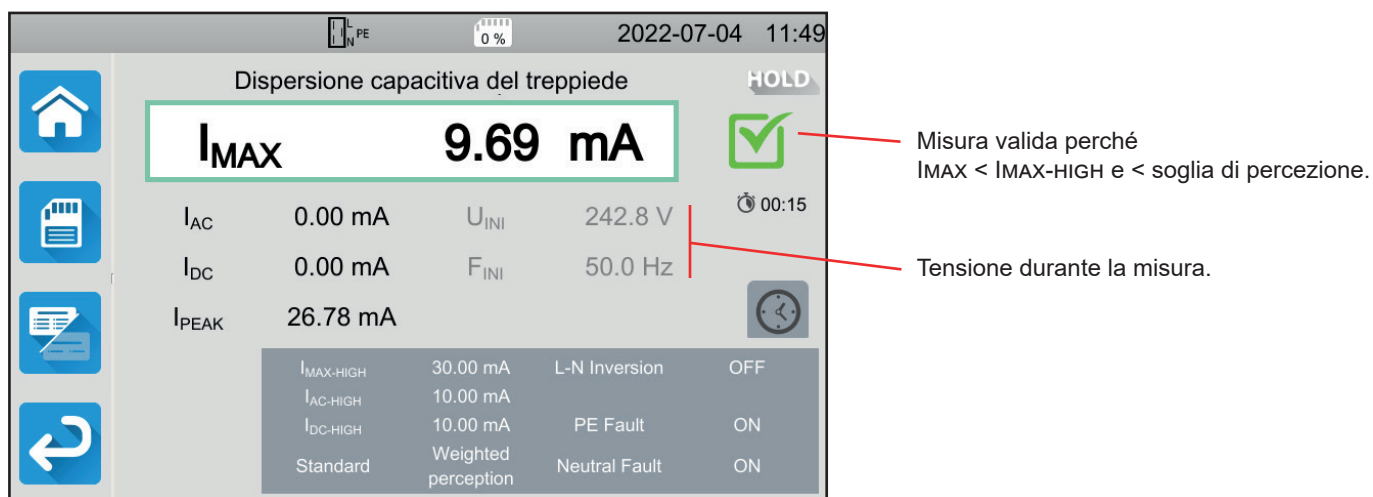 L
N PE
0 %
2022-07-04 11:49
Dispersione capacitiva del treppiede
HOLD
IMAX 9.69 mA
Misura valida perché
IMAX < IMAX-HIGH e < soglia di percezione.
00:15
IAC 0.00 mA UINI 242.8 V
IDC 0.00 mA FINI 50.0 Hz
Tensione durante la misura.
IPEAK 26.78 mA
IMAX-HIGH 30.00 mA L-N Inversion OFF
IAC-HIGH 10.00 mA
IDC-HIGH 10.00 mA PE Fault ON
Standard Weighted perception Neutral Fault ON